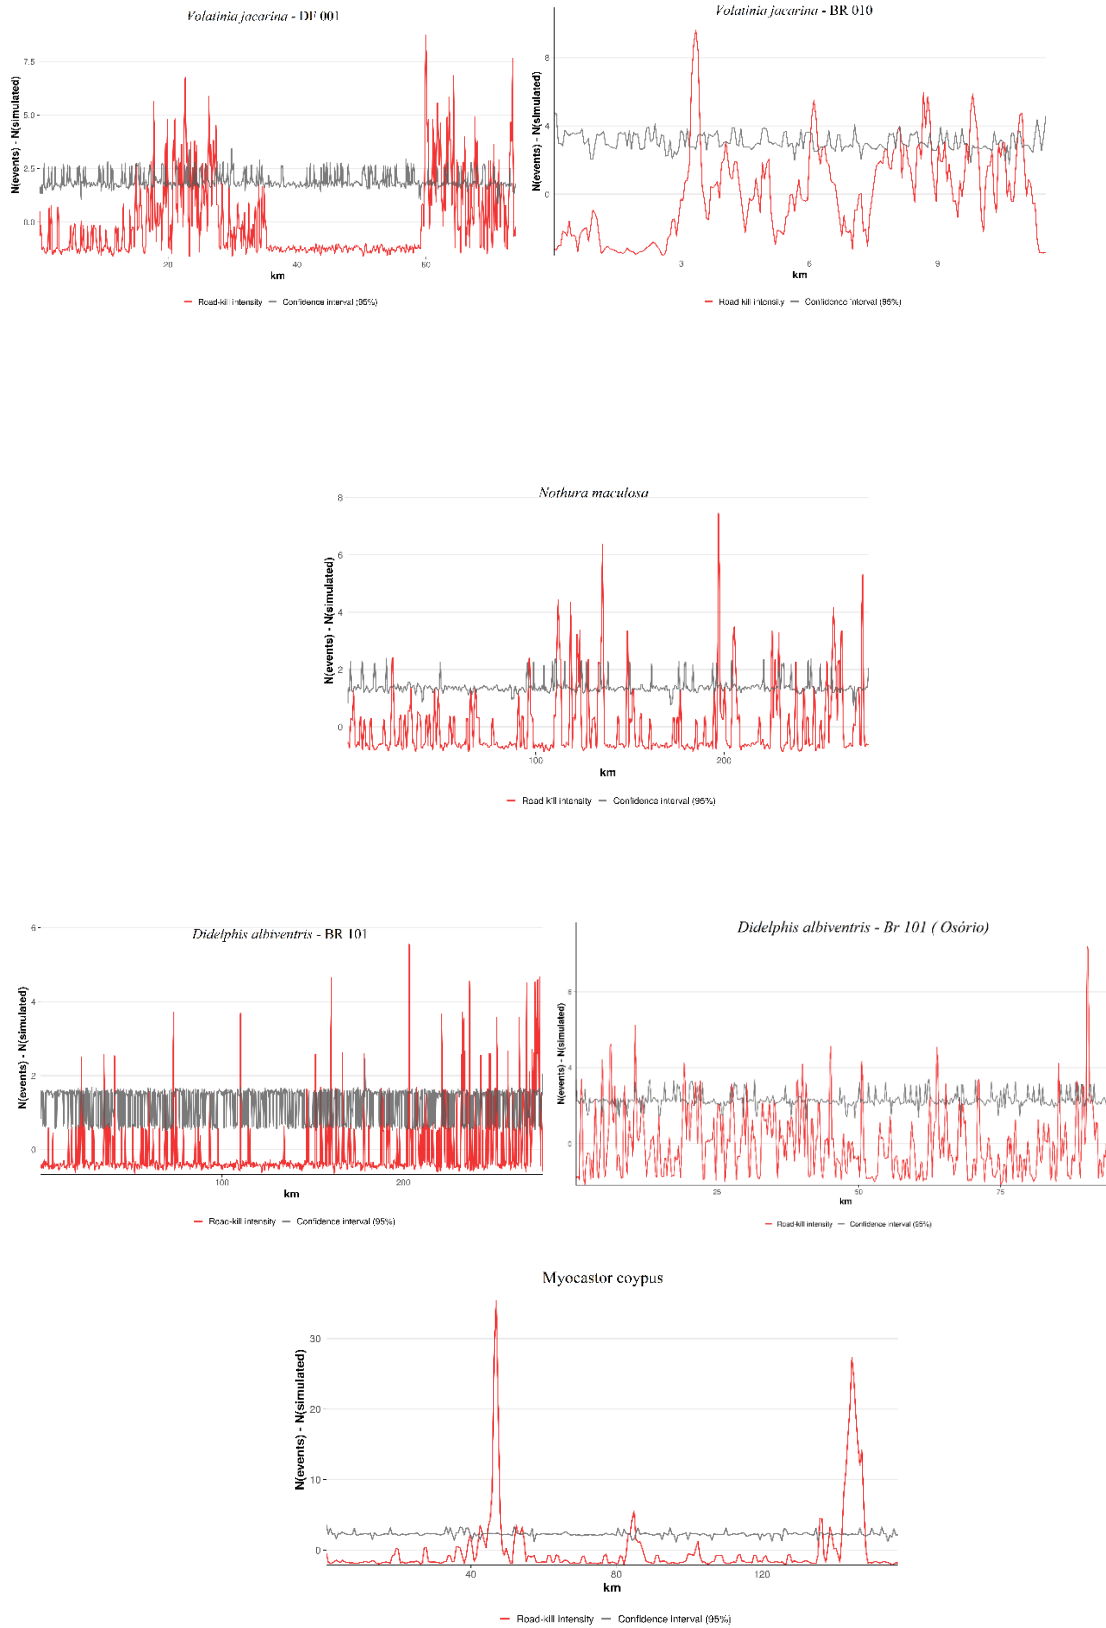 Volatinia jacarina - DF 001
N(events) - N(simulated)
7.5
5.0
2.5
0.0
20
40
60
km
Road-kill intensity
Confidence interval (95%)
Volatinia jacarina - BR 010
N(events) - N(simulated)
8
4
0
3
6
9
km
Road kill intensity
Confidence interval (95%)
Nothura maculosa
N(events) - N(simulated)
8
6
4
2
0
100
200
km
Road kill intensity
Confidence interval (95%)
Didelphis albiventris - BR 101
N(events) - N(simulated)
6
4
2
0
100
200
km
Road-kill intensity
Confidence interval (95%)
Didelphis albiventris - Br 101 ( Osório)
N(events) - N(simulated)
4
0
25
50
75
km
Road-kill intensity
Confidence interval (95%)
Myocastor coypus
N(events) - N(simulated)
30
20
10
0
40
80
120
km
Road-kill Intensity
Confidence Interval (95%)